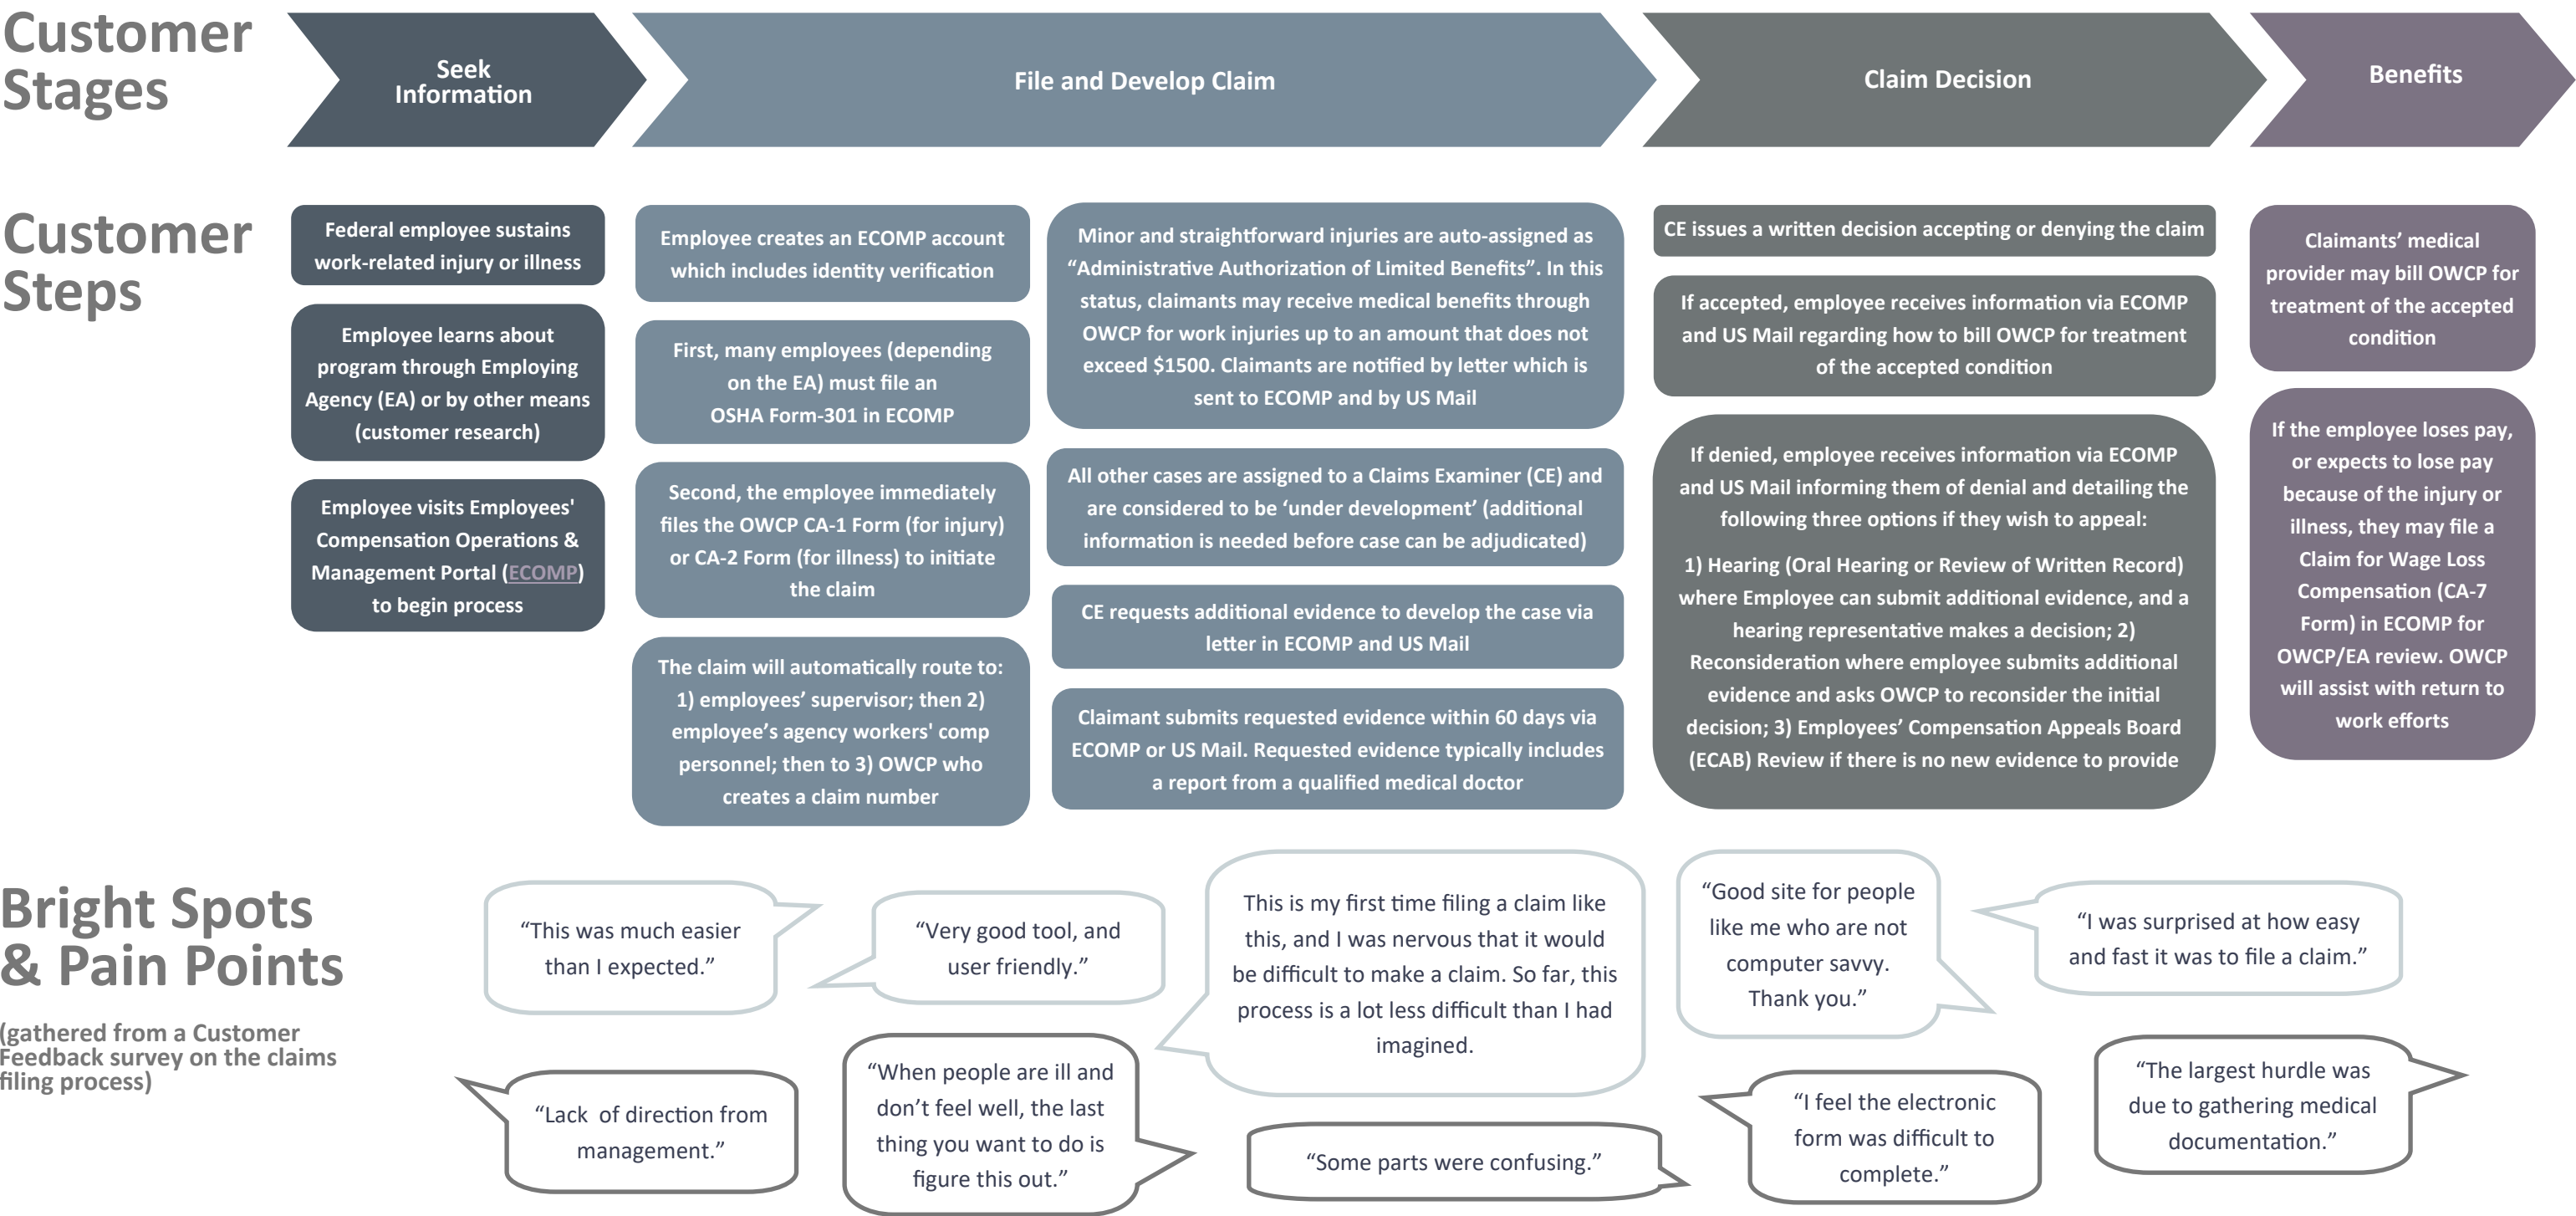 Customer
Stages
Seek
Information
File and Develop Claim
Claim Decision
Benefits
Customer
Steps
Federal employee sustains
work-related injury or illness
Employee learns about
program through Employing
Agency (EA) or by other means
(customer research)
Employee visits Employees'
Compensation Operations &
Management Portal (ECOMP)
to begin process
Employee creates an ECOMP account
which includes identity verification
First, many employees (depending
on the EA) must file an
OSHA Form-301 in ECOMP
Second, the employee immediately
files the OWCP CA-1 Form (for injury)
or CA-2 Form (for illness) to initiate
the claim
The claim will automatically route to:
1) employees’ supervisor; then 2)
employee’s agency workers' comp
personnel; then to 3) OWCP who
creates a claim number
Minor and straightforward injuries are auto-assigned as
“Administrative Authorization of Limited Benefits”. In this
status, claimants may receive medical benefits through
OWCP for work injuries up to an amount that does not
exceed $1500. Claimants are notified by letter which is
sent to ECOMP and by US Mail
All other cases are assigned to a Claims Examiner (CE) and
are considered to be ‘under development’ (additional
information is needed before case can be adjudicated)
CE requests additional evidence to develop the case via
letter in ECOMP and US Mail
Claimant submits requested evidence within 60 days via
ECOMP or US Mail. Requested evidence typically includes
a report from a qualified medical doctor
CE issues a written decision accepting or denying the claim
If accepted, employee receives information via ECOMP
and US Mail regarding how to bill OWCP for treatment
of the accepted condition
If denied, employee receives information via ECOMP
and US Mail informing them of denial and detailing the
following three options if they wish to appeal:
1) Hearing (Oral Hearing or Review of Written Record)
where Employee can submit additional evidence, and a
hearing representative makes a decision; 2)
Reconsideration where employee submits additional
evidence and asks OWCP to reconsider the initial
decision; 3) Employees’ Compensation Appeals Board
(ECAB) Review if there is no new evidence to provide
Claimants’ medical
provider may bill OWCP for
treatment of the accepted
condition
If the employee loses pay,
or expects to lose pay
because of the injury or
illness, they may file a
Claim for Wage Loss
Compensation (CA-7
Form) in ECOMP for
OWCP/EA review. OWCP
will assist with return to
work efforts
Bright Spots
& Pain Points
(gathered from a Customer
Feedback survey on the claims
filing process)
“This was much easier
than I expected.”
“Very good tool, and
user friendly.”
This is my first time filing a claim like
this, and I was nervous that it would
be difficult to make a claim. So far, this
process is a lot less difficult than I had
imagined.
“Good site for people
like me who are not
computer savvy.
Thank you.”
“I was surprised at how easy
and fast it was to file a claim.”
“Lack of direction from
management.”
“When people are ill and
don’t feel well, the last
thing you want to do is
figure this out.”
“Some parts were confusing.”
“I feel the electronic
form was difficult to
complete.”
“The largest hurdle was
due to gathering medical
documentation.”